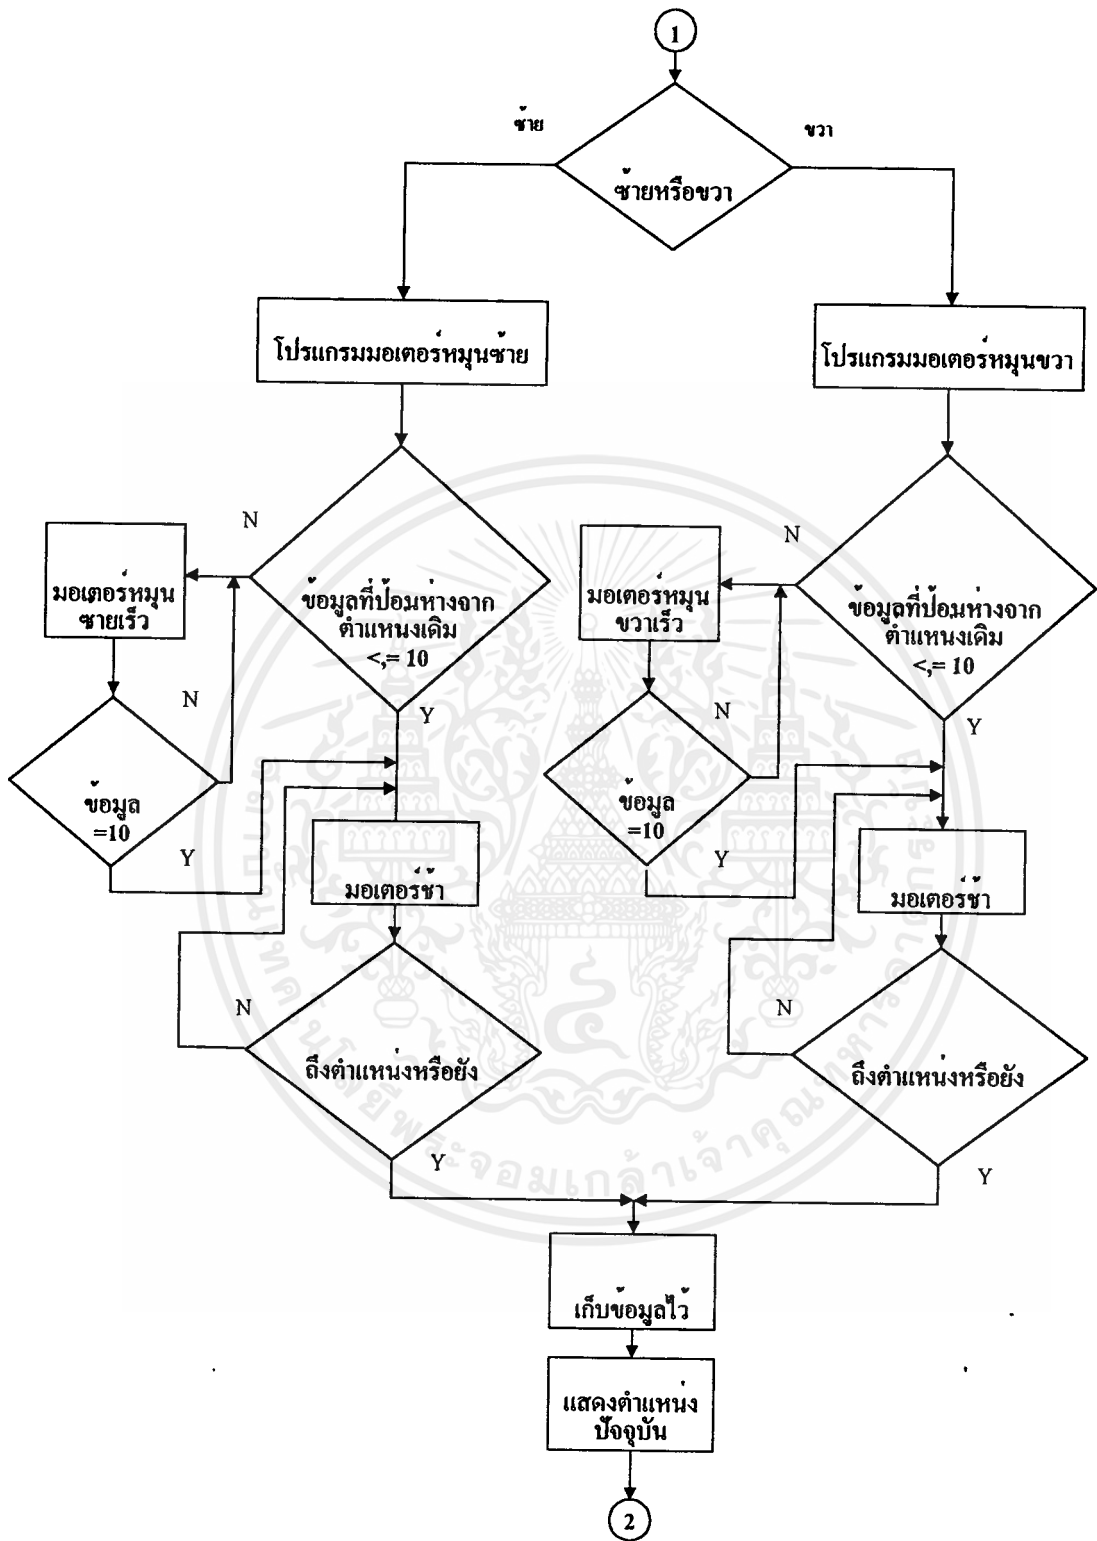 1
ซ้าย
ขวา
ซ้ายหรือขวา
โปรแกรมมอเตอร์หมุนซ้าย
โปรแกรมมอเตอร์หมุนขวา
N
N
มอเตอร์หมุน
ซายเร็ว
ข้อมูลที่ป้อนห่างจาก
ตำแหนงเดิม
<,= 10
มอเตอร์หมุน
ขวาเร็ว
ข้อมูลที่ป้อนห่างจาก
ตำแหนงเดิม
<,= 10
N
Y
N
Y
ข้อมูล
=10
Y
ข้อมูล
=10
Y
มอเตอร์ช้า
มอเตอร์ช้า
N
N
ถึงตำแหน่งหรือยัง
ถึงตำแหน่งหรือยัง
Y
Y
เก็บข้อมูลไว้
แสดงตำแหน่ง
ปัจจุบัน
2